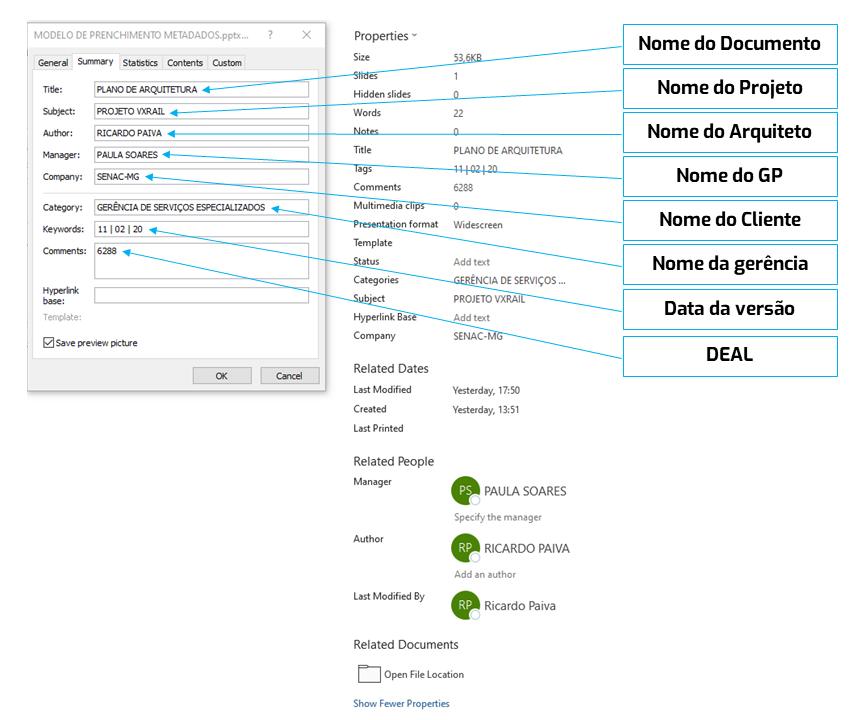 MODELO DE PRENCHIMENTO METADADOS.pptx... ?
General Summary Statistics Contents Custom
Title: PLANO DE ARQUITETURA
Subject: PROJETO VXRAIL
Author: RICARDO PAIVA
Manager: PAULA SOARES
Company: SENAC-MG
Category: GERÊNCIA DE SERVIÇOS ESPECIALIZADOS
Keywords: 11 | 02 | 20
Comments: 6288
Hyperlink
base:
Template:
Save preview picture
OK Cancel
Properties
Size 53,6KB
Slides 1
Hidden slides 0
Words 22
Notes 0
Title PLANO DE ARQUITETURA
Tags 11 | 02 | 20
Comments 6288
Multimedia clips 0
Presentation format Widescreen
Template
Status Add text
Categories GERÊNCIA DE SERVIÇOS ...
Subject PROJETO VXRAIL
Hyperlink Base Add text
Company SENAC-MG
Related Dates
Last Modified Yesterday, 17:50
Created Yesterday, 13:51
Last Printed
Related People
Manager
PS PAULA SOARES
Specify the manager
Author
RP RICARDO PAIVA
Add an author
Last Modified By
RP Ricardo Paiva
Related Documents
Open File Location
Show Fewer Properties
Nome do Documento
Nome do Projeto
Nome do Arquiteto
Nome do GP
Nome do Cliente
Nome da gerência
Data da versão
DEAL